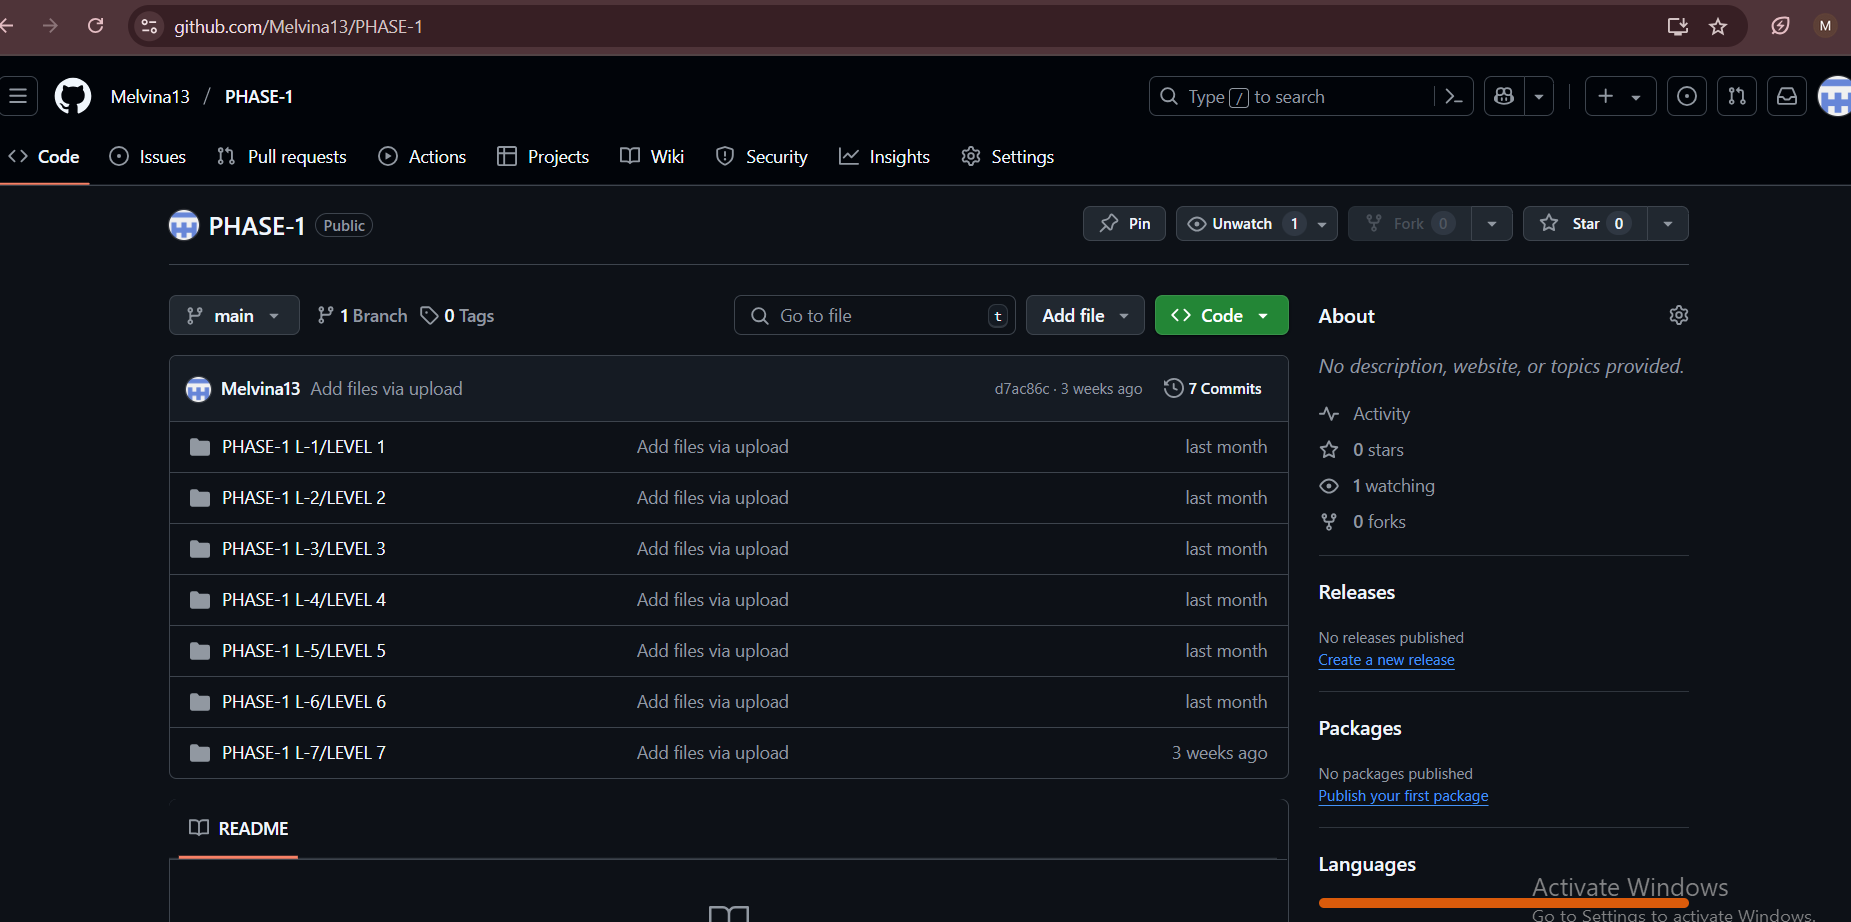 github.com/Melvina13/PHASE-1
M
Melvina13 / PHASE-1
Type / to search
Code Issues Pull requests Actions Projects Wiki Security Insights Settings
PHASE-1 Public
Pin Unwatch 1 Fork 0 Star 0
main 1 Branch 0 Tags
Go to file t Add file Code
Melvina13 Add files via upload d7ac86c · 3 weeks ago 7 Commits
PHASE-1 L-1/LEVEL 1 Add files via upload last month
PHASE-1 L-2/LEVEL 2 Add files via upload last month
PHASE-1 L-3/LEVEL 3 Add files via upload last month
PHASE-1 L-4/LEVEL 4 Add files via upload last month
PHASE-1 L-5/LEVEL 5 Add files via upload last month
PHASE-1 L-6/LEVEL 6 Add files via upload last month
PHASE-1 L-7/LEVEL 7 Add files via upload 3 weeks ago
README
About
No description, website, or topics provided.
Activity
0 stars
1 watching
0 forks
Releases
No releases published
Create a new release
Packages
No packages published
Publish your first package
Languages
Activate Windows
Go to Settings to activate Windows.